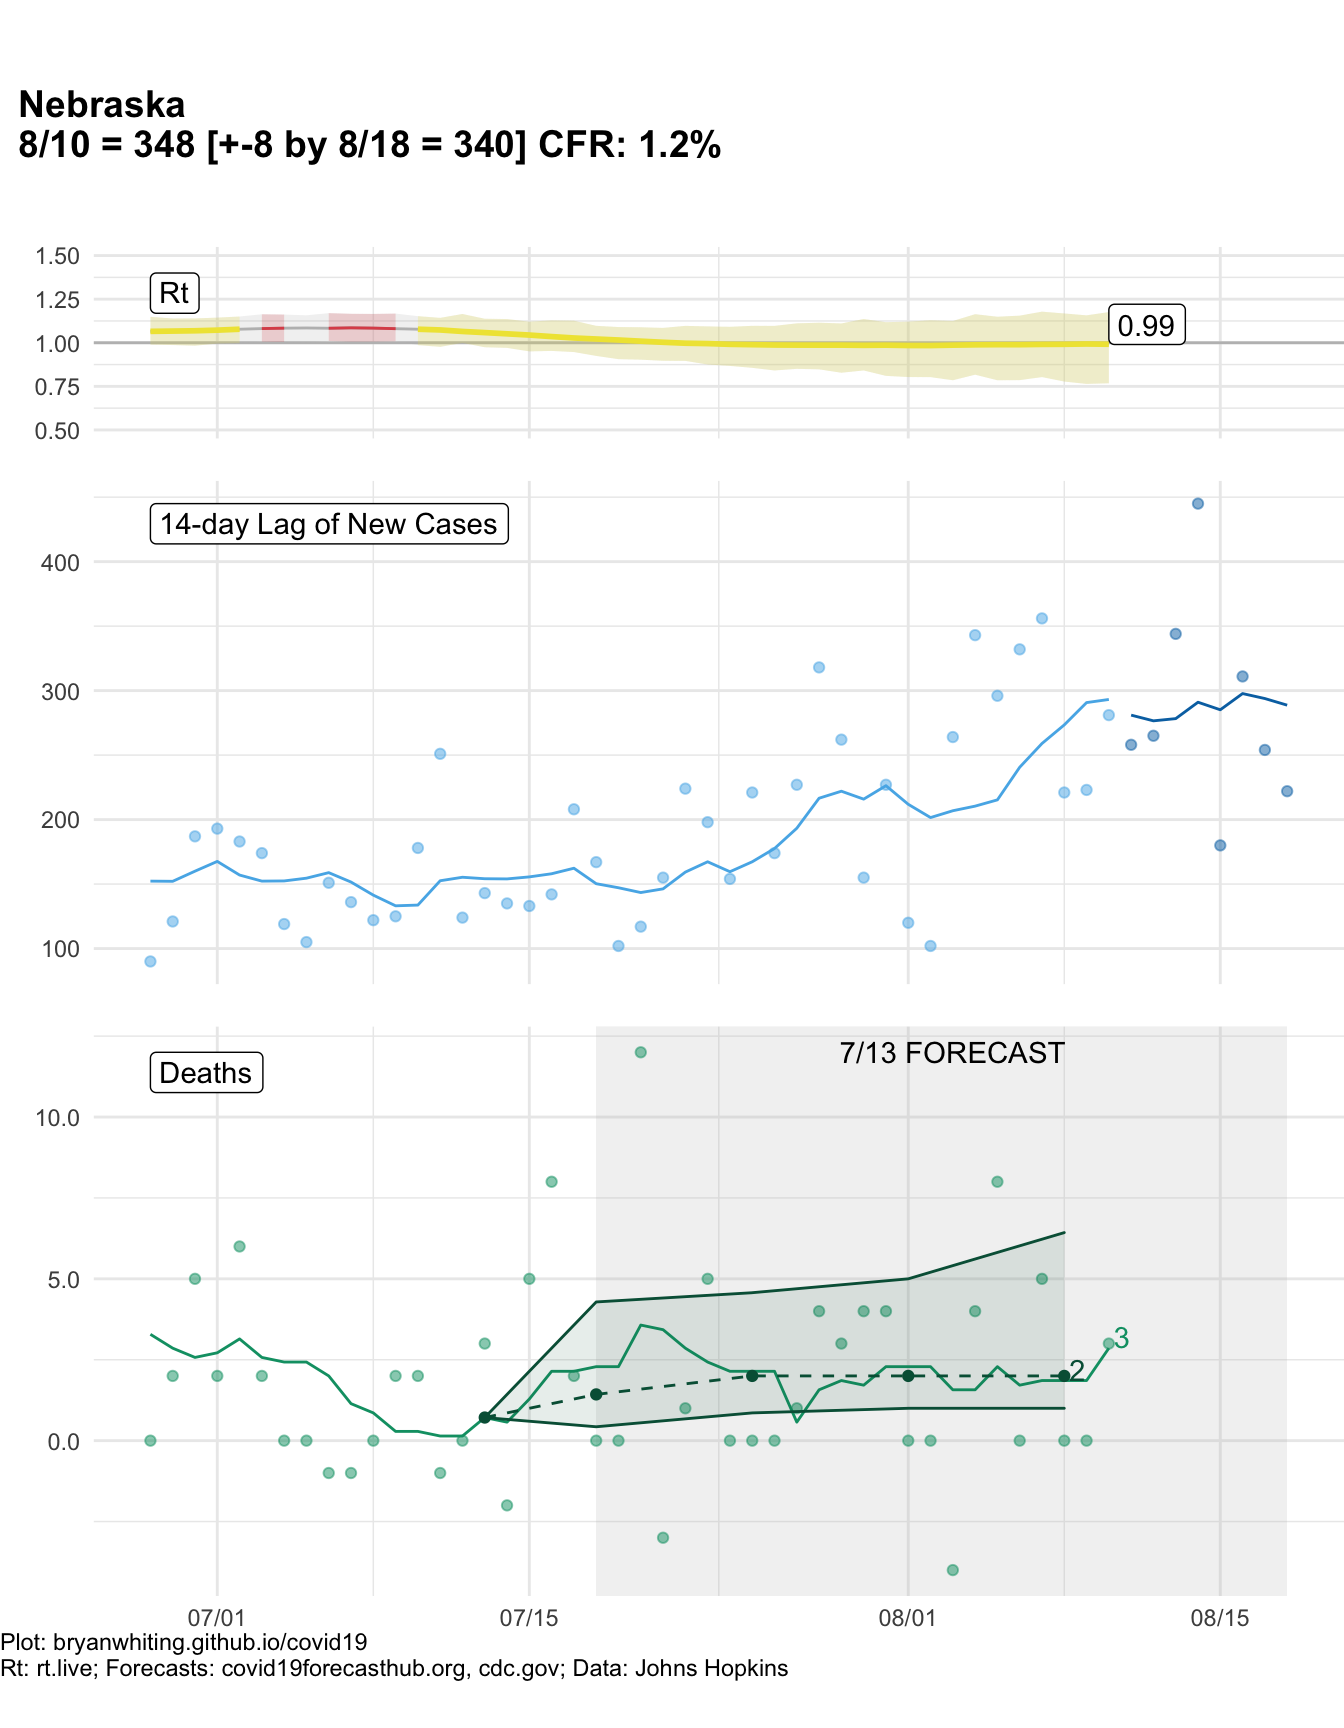 Nebraska
8/10 = 348 [+-8 by 8/18 = 340] CFR: 1.2%
1.50
Rt
1.25
0.99
1.00
0.75
0.50
14-day Lag of New Cases
400
300
200
100
7/13 FORECAST
Deaths
10.0
5.0
3
2
0.0
07/01 07/15 08/01 08/15
Plot: bryanwhiting.github.io/covid19
Rt: rt.live; Forecasts: covid19forecasthub.org, cdc.gov; Data: Johns Hopkins